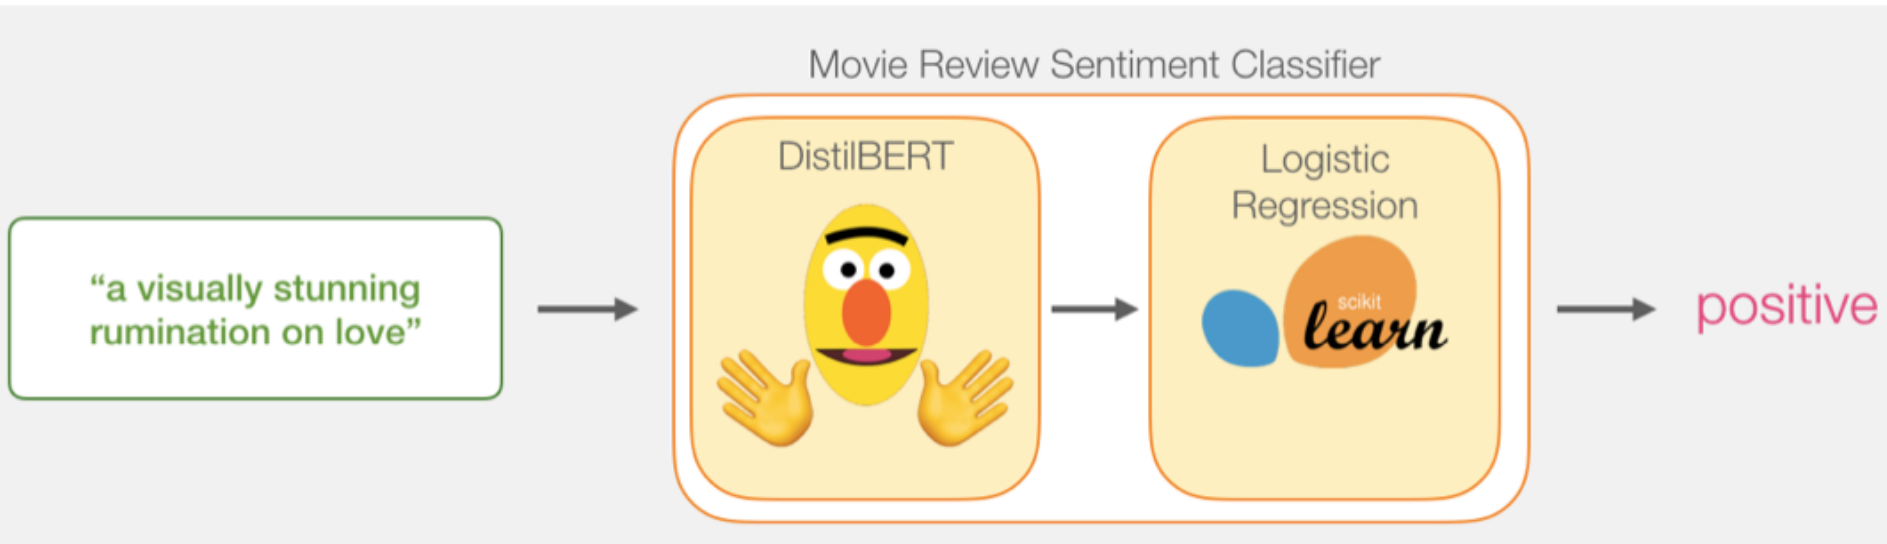 Movie Review Sentiment Classifier
“a visually stunning
rumination on love”
DistilBERT
Logistic
Regression
scikit
learn
positive